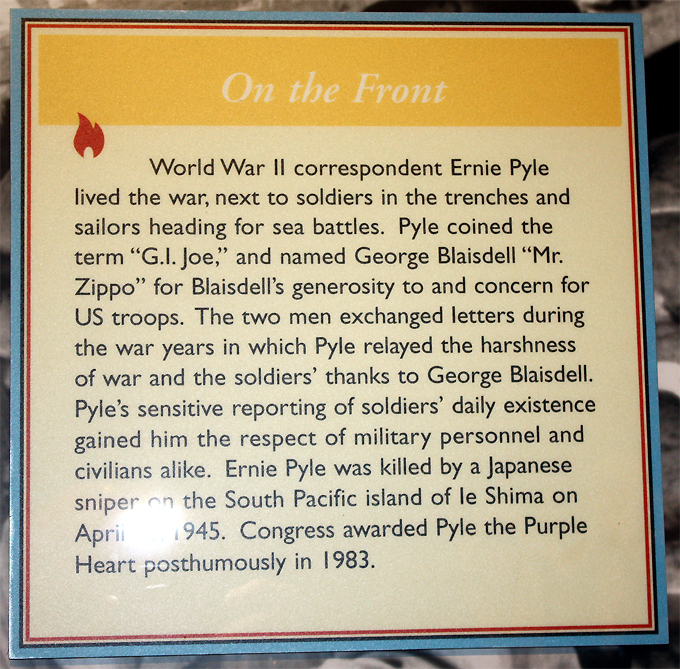 On the Front
World War II correspondent Ernie Pyle
lived the war, next to soldiers in the trenches and
sailors heading for sea battles. Pyle coined the
term “G.I. Joe,” and named George Blaisdell “Mr.
Zippo” for Blaisdell’s generosity to and concern for
US troops. The two men exchanged letters during
the war years in which Pyle relayed the harshness
of war and the soldiers’ thanks to George Blaisdell.
Pyle’s sensitive reporting of soldiers’ daily existence
gained him the respect of military personnel and
civilians alike. Ernie Pyle was killed by a Japanese
sniper on the South Pacific island of Ie Shima on
April 1945. Congress awarded Pyle the Purple
Heart posthumously in 1983.